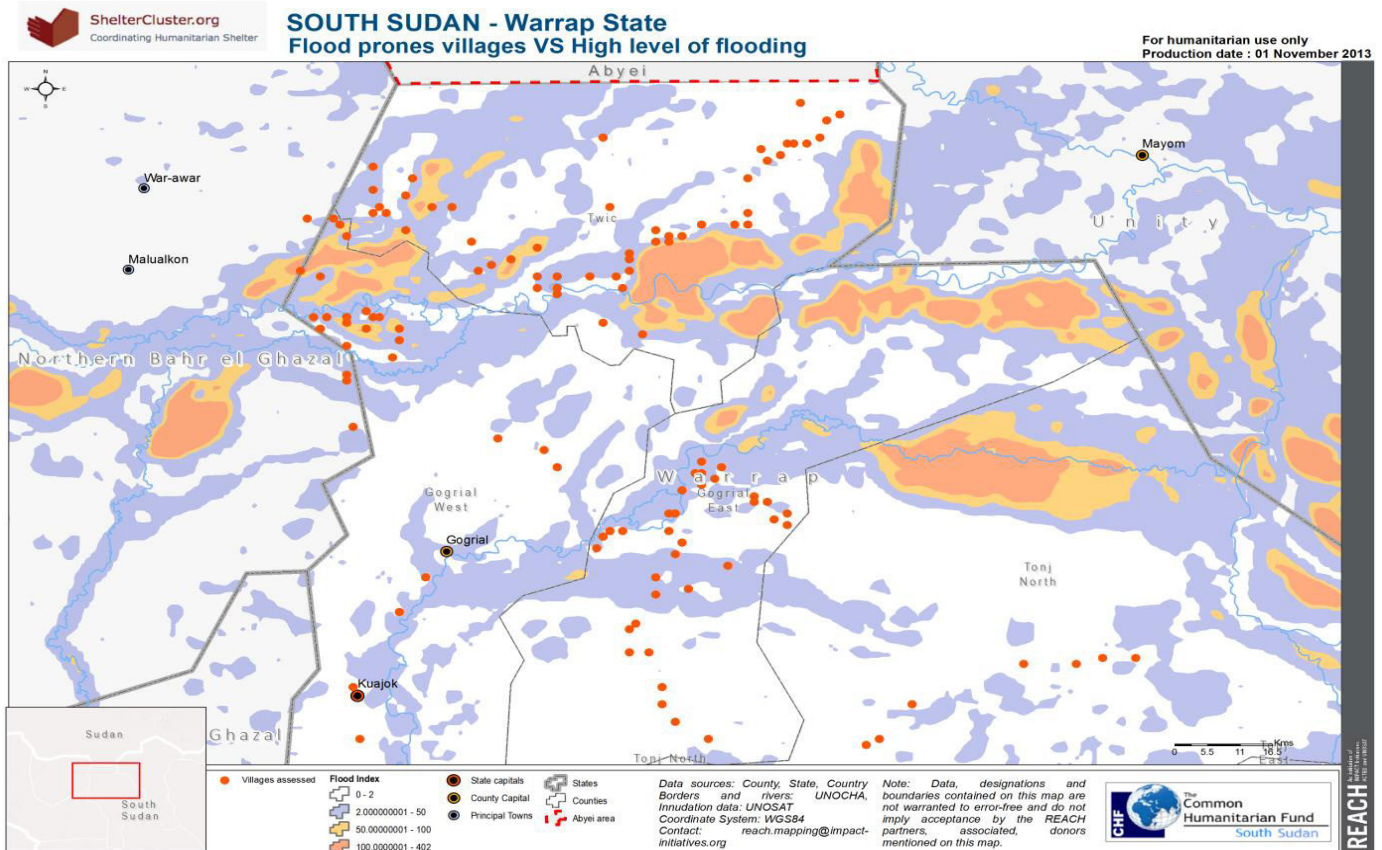 ShelterCluster.org
Coordinating Humanitarian Shelter
SOUTH SUDAN - Warrap State
Flood prones villages VS High level of flooding
For humanitarian use only
Production date : 01 November 2013
N
W E
S
Abyei
Mayom
War-awar
Twic
Unity
Malualkon
Northern Bahr el Ghazal
Warrap
Gogrial
West
Gogrial
East
Gogrial
Tonj
North
Kuajok
Ghazal
Tonj North
Tonj
East
Kms
0 5.5 11 16.5
Sudan
South
Sudan
Villages assessed
Flood Index
0 - 2
2.000000001 - 50
50.00000001 - 100
100.0000001 - 402
State capitals
County Capital
Principal Towns
States
Counties
Abyei area
Data sources: County, State, Country
Borders and rivers: UNOCHA,
Innudation data: UNOSAT
Coordinate System: WGS84
Contact: reach.mapping@impact-
initiatives.org
Note: Data, designations and
boundaries contained on this map are
not warranted to error-free and do not
imply acceptance by the REACH
partners, associated, donors
mentioned on this map.
CHF
The
Common
Humanitarian Fund
South Sudan
REACH